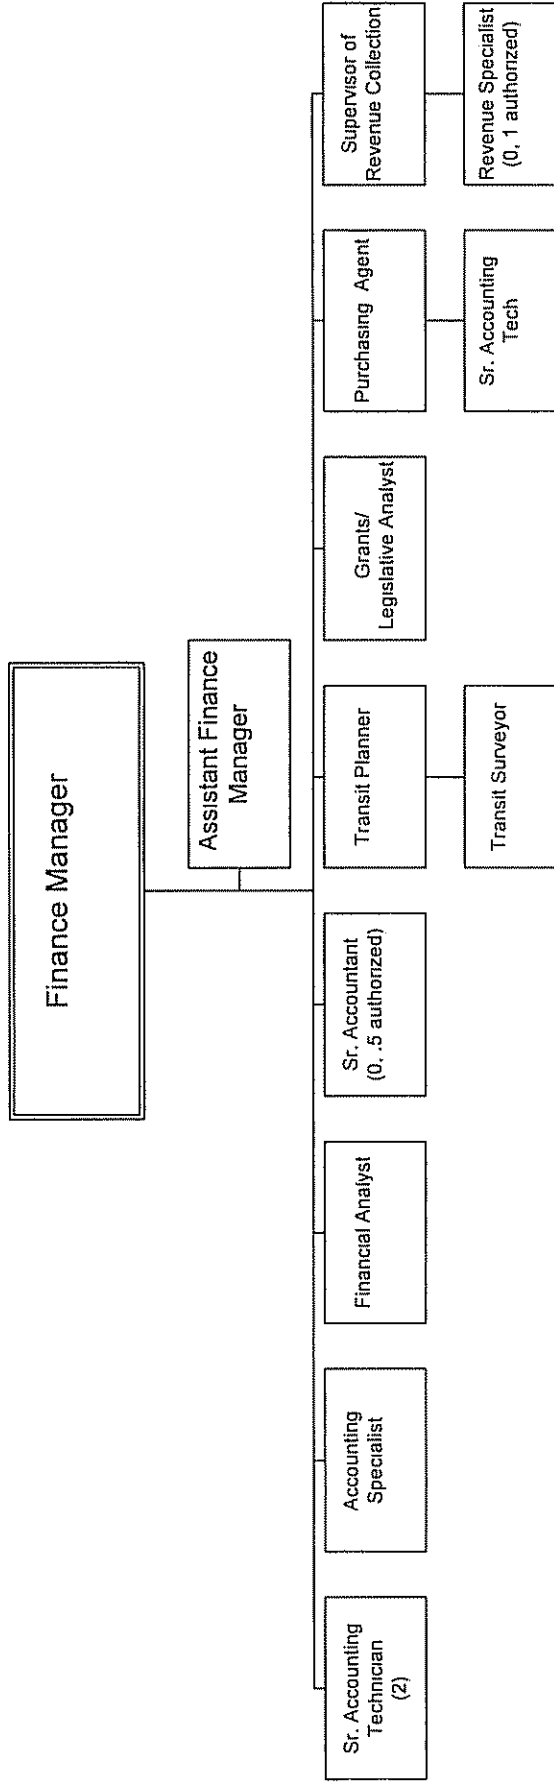 Finance Manager
Assistant Finance
Manager
Sr. Accounting
Technician
(2)
Accounting
Specialist
Financial Analyst
Sr. Accountant
(0, .5 authorized)
Transit Planner
Grants/
Legislative Analyst
Purchasing Agent
Supervisor of
Revenue Collection
Transit Surveyor
Sr. Accounting
Tech
Revenue Specialist
(0, 1 authorized)